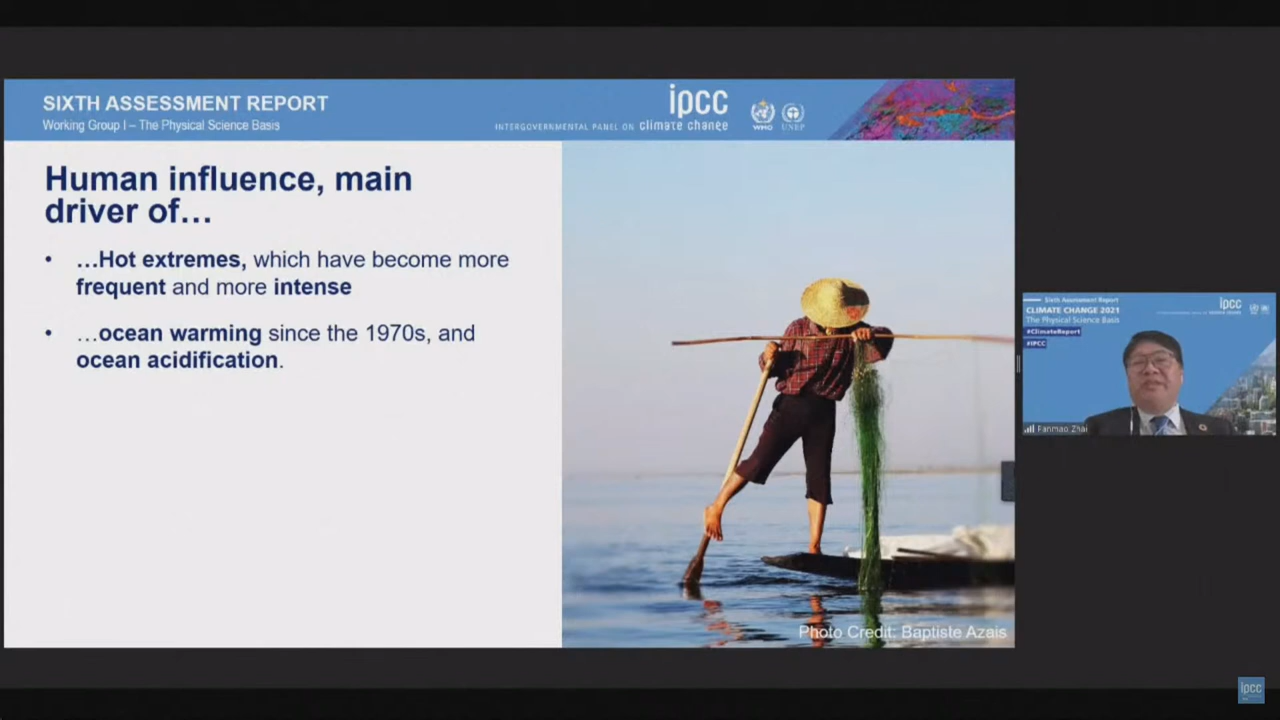 SIXTH ASSESSMENT REPORT
Working Group I – The Physical Science Basis
ipcc
INTERGOVERNMENTAL PANEL ON climate change
WMO
UNEP
Human influence, main
driver of…
• …Hot extremes, which have become more
frequent and more intense
• …ocean warming since the 1970s, and
ocean acidification.
Photo Credit: Baptiste Azais
Sixth Assessment Report
CLIMATE CHANGE 2021
The Physical Science Basis
#ClimateReport
#IPCC
ipcc
Panmao Zhai
ipcc